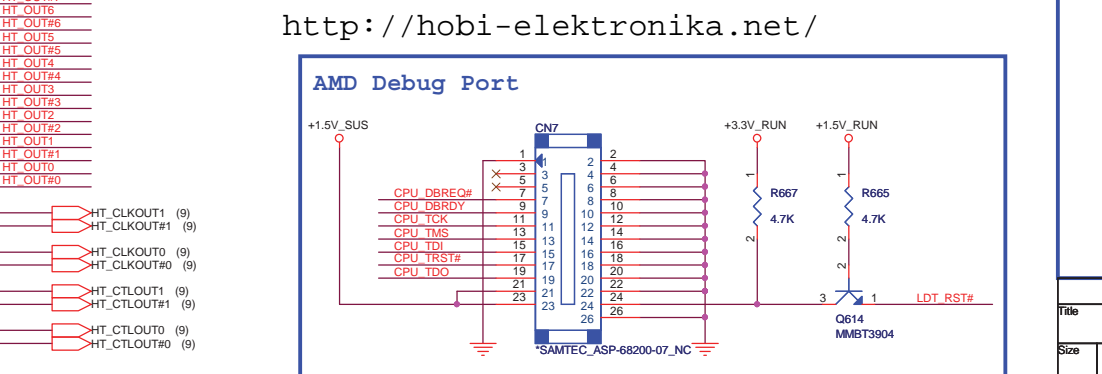 HT_OUT6
HT_OUT#6
HT_OUT5
HT_OUT#5
HT_OUT4
HT_OUT#4
HT_OUT3
HT_OUT#3
HT_OUT2
HT_OUT#2
HT_OUT1
HT_OUT#1
HT_OUT0
HT_OUT#0
HT_CLKOUT1 (9)
HT_CLKOUT#1 (9)
HT_CLKOUT0 (9)
HT_CLKOUT#0 (9)
HT_CTLOUT1 (9)
HT_CTLOUT#1 (9)
HT_CTLOUT0 (9)
HT_CTLOUT#0 (9)
http://hobi-elektronika.net/
AMD Debug Port
+1.5V_SUS
CN7
1 1 2 2
3 3 4 4
5 5 6 6
CPU_DBREQ# 7 7 8 8
CPU_DBRDY 9 9 10 10
CPU_TCK 11 11 12 12
CPU_TMS 13 13 14 14
CPU_TDI 15 15 16 16
CPU_TRST# 17 17 18 18
CPU_TDO 19 19 20 20
21 21 22 22
23 23 24 24
26 26
*SAMTEC_ASP-68200-07_NC
+3.3V_RUN
+1.5V_RUN
1
R667
4.7K
2
1
R665
4.7K
2
2
3
1
LDT_RST#
Q614
MMBT3904
Title
Size